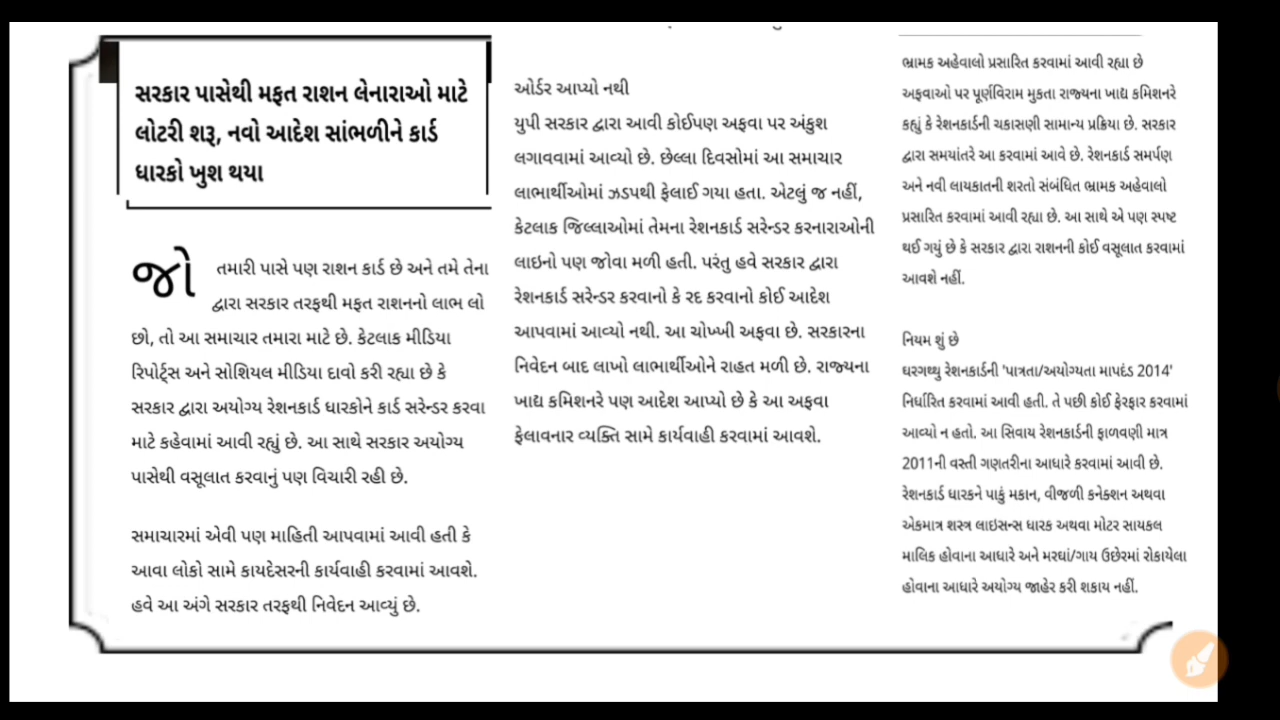 સરકાર પાસેથી મફત રાશન લેનારાઓ માટે
લોટરી શરૂ, નવો આદેશ સાંભળીને કાર્ડ
ધારકો ખુશ થયા
જો તમારી પાસે પણ રાશન કાર્ડ છે અને તમે તેના
દ્વારા સરકાર તરફથી મફત રાશનનો લાભ લો
છો, તો આ સમાચાર તમારા માટે છે. કેટલાક મીડિયા
રિપોર્ટ્સ અને સોશિયલ મીડિયા દાવો કરી રહ્યા છે કે
સરકાર દ્વારા અયોગ્ય રેશનકાર્ડ ધારકોને કાર્ડ સરેન્ડર કરવા
માટે કહેવામાં આવી રહ્યું છે. આ સાથે સરકાર અયોગ્ય
પાસેથી વસૂલાત કરવાનું પણ વિચારી રહી છે.
સમાચારમાં એવી પણ માહિતી આપવામાં આવી હતી કે
આવા લોકો સામે કાયદેસરની કાર્યવાહી કરવામાં આવશે.
હવે આ અંગે સરકાર તરફથી નિવેદન આવ્યું છે.
ઓર્ડર આપ્યો નથી
યુપી સરકાર દ્વારા આવી કોઈપણ અફવા પર અંકુશ
લગાવવામાં આવ્યો છે. છેલ્લા દિવસોમાં આ સમાચાર
લાભાર્થીઓમાં ઝડપથી ફેલાઈ ગયા હતા. એટલું જ નહીં,
કેટલાક જિલ્લાઓમાં તેમના રેશનકાર્ડ સરેન્ડર કરનારાઓની
લાઇનો પણ જોવા મળી હતી. પરંતુ હવે સરકાર દ્વારા
રેશનકાર્ડ સરેન્ડર કરવાનો કે રદ કરવાનો કોઈ આદેશ
આપવામાં આવ્યો નથી. આ ચોખ્ખી અફવા છે. સરકારના
નિવેદન બાદ લાખો લાભાર્થીઓને રાહત મળી છે. રાજ્યના
ખાદ્ય કમિશનરે પણ આદેશ આપ્યો છે કે આ અફવા
ફેલાવનાર વ્યક્તિ સામે કાર્યવાહી કરવામાં આવશે.
ભ્રામક અહેવાલો પ્રસારિત કરવામાં આવી રહ્યા છે
અફવાઓ પર પૂર્ણવિરામ મુકતા રાજ્યના ખાદ્ય કમિશનરે
કહ્યું કે રેશનકાર્ડની ચકાસણી સામાન્ય પ્રક્રિયા છે. સરકાર
દ્વારા સમયાંતરે આ કરવામાં આવે છે. રેશનકાર્ડ સમર્પણ
અને નવી લાયકાતની શરતો સંબંધિત ભ્રામક અહેવાલો
પ્રસારિત કરવામાં આવી રહ્યા છે. આ સાથે એ પણ સ્પષ્ટ
થઈ ગયું છે કે સરકાર દ્વારા રાશનની કોઈ વસૂલાત કરવામાં
આવશે નહીં.
નિયમ શું છે
ઘરગથ્થુ રેશનકાર્ડની 'પાત્રતા/અયોગ્યતા માપદંડ 2014'
નિર્ધારિત કરવામાં આવી હતી. તે પછી કોઈ ફેરફાર કરવામાં
આવ્યો ન હતો. આ સિવાય રેશનકાર્ડની ફાળવણી માત્ર
2011ની વસ્તી ગણતરીના આધારે કરવામાં આવી છે.
રેશનકાર્ડ ધારકને પાકું મકાન, વીજળી કનેક્શન અથવા
એકમાત્ર શસ્ત્ર લાઇસન્સ ધારક અથવા મોટર સાયકલ
માલિક હોવાના આધારે અને મરઘાં/ગાય ઉછેરમાં રોકાયેલા
હોવાના આધારે અયોગ્ય જાહેર કરી શકાય નહીં.